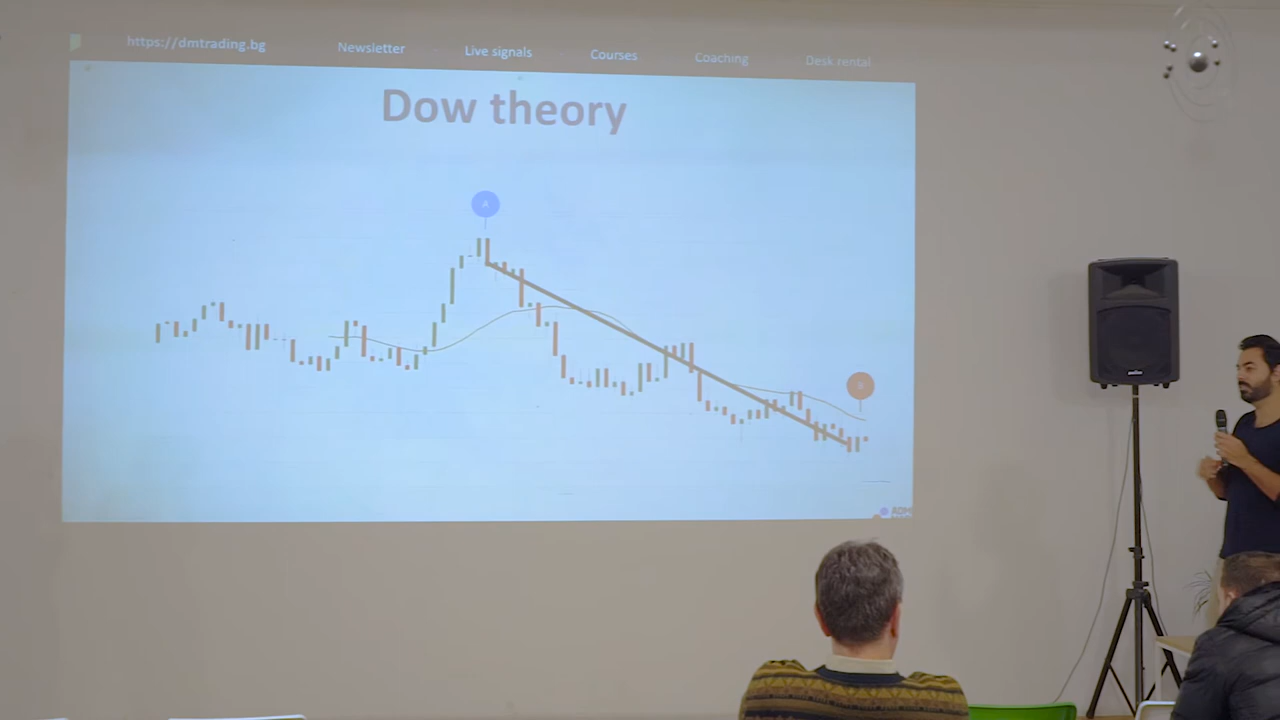 https://dmtrading.bg Newsletter Live signals Courses Coaching Desk rental
Dow theory
A